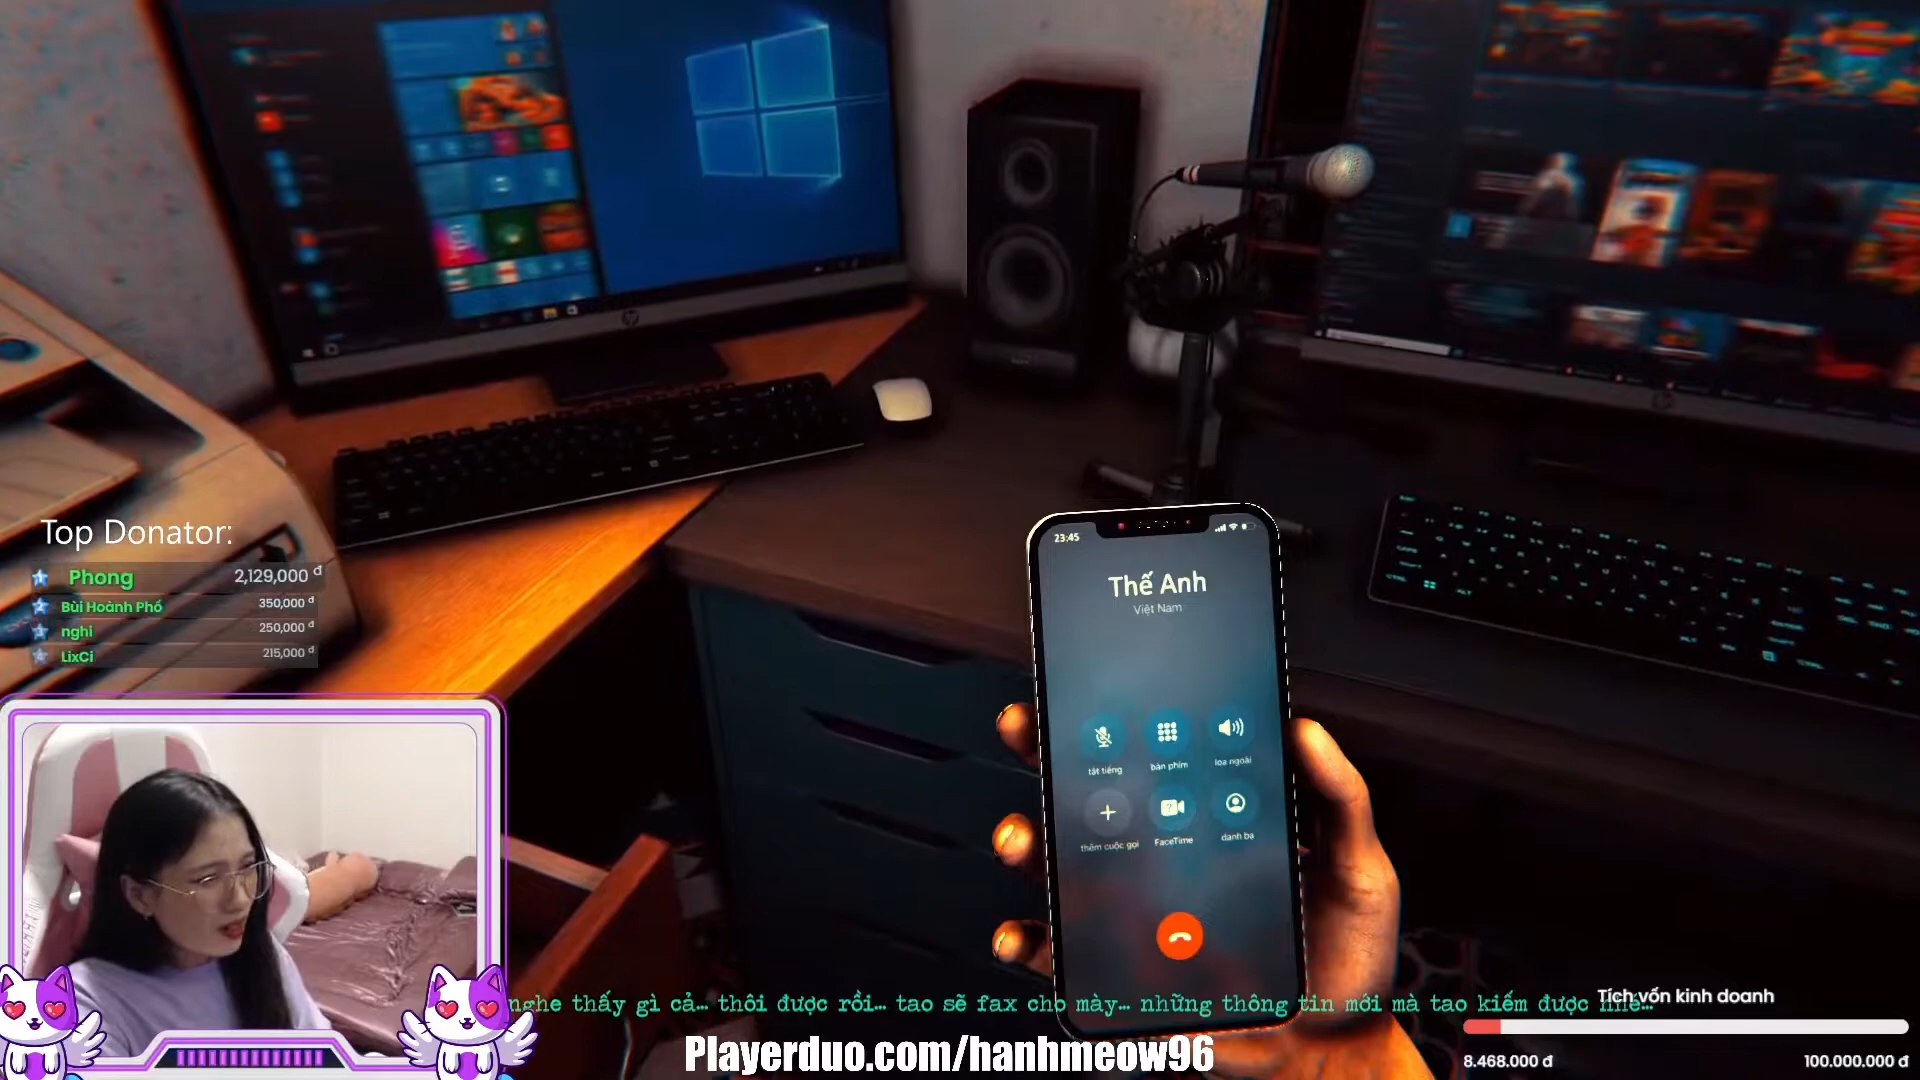 Top Donator:
Phong 2,129,000 đ
Bùi Hoành Phố 350,000 đ
nghi 250,000 đ
LixCi 215,000 đ
23:45
Thế Anh
Việt Nam
tắt tiếng bàn phím loa ngoài
thêm cuộc gọi FaceTime danh bạ
nghe thấy gì cả… thôi được rồi… tao sẽ fax cho mày… những thông tin mới mà tao kiếm được nhé…
Tích vốn kinh doanh
8.468.000 đ 100.000.000 đ
Playerduo.com/hanhmeow96